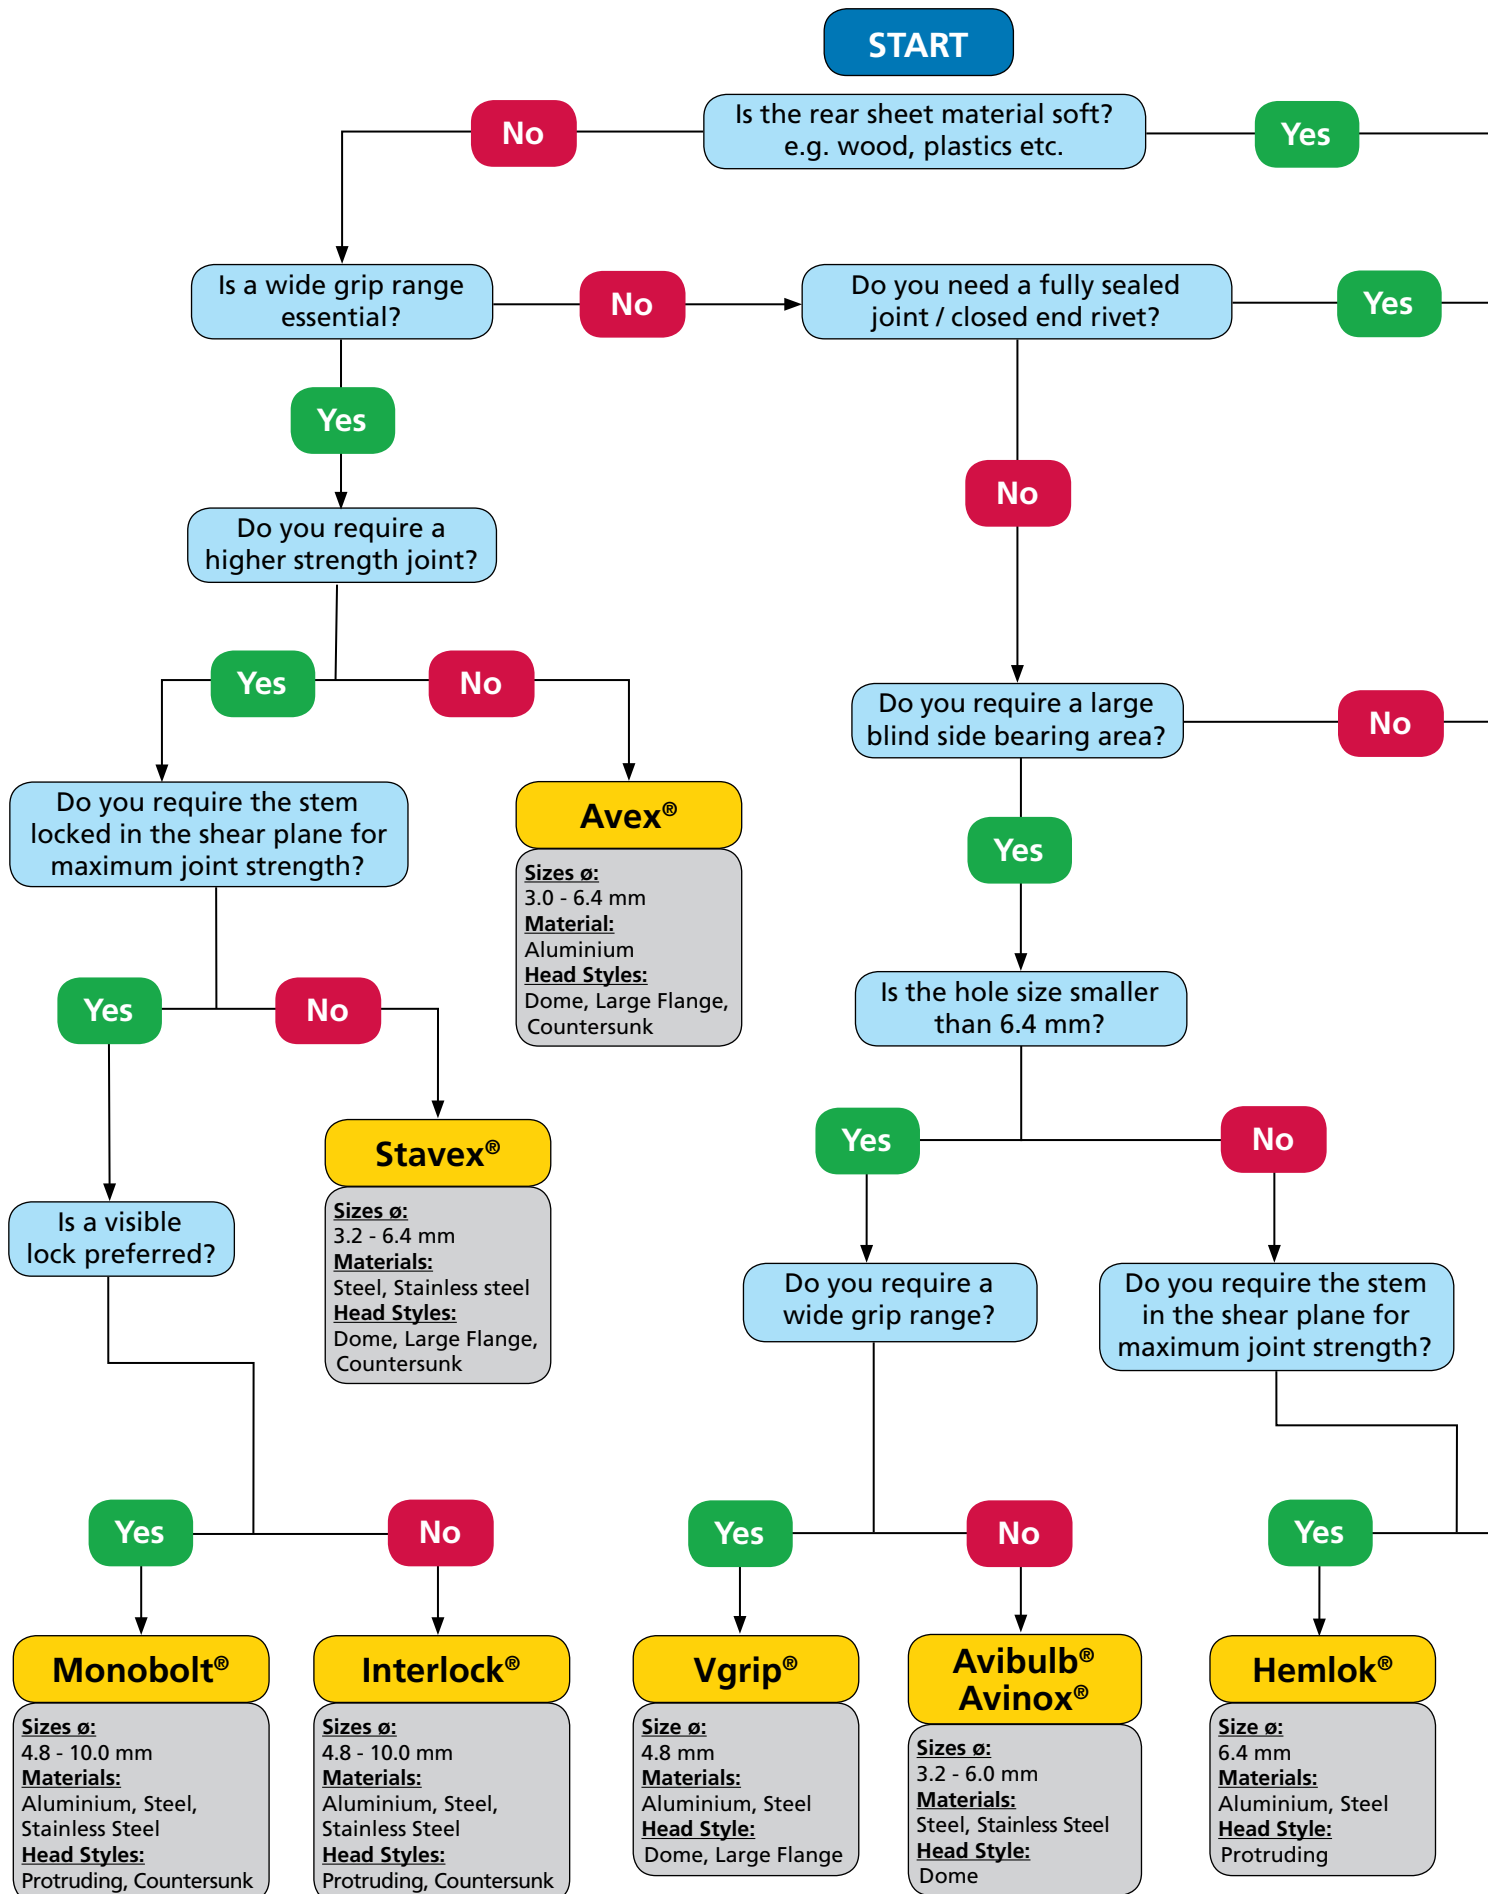 START
Is the rear sheet material soft?
e.g. wood, plastics etc.
No
Yes
Is a wide grip range
essential?
No
Do you need a fully sealed
joint / closed end rivet?
Yes
Yes
No
Do you require a
higher strength joint?
Yes
No
Do you require a large
blind side bearing area?
No
Do you require the stem
locked in the shear plane for
maximum joint strength?
Avex®
Sizes ø:
3.0 - 6.4 mm
Material:
Aluminium
Head Styles:
Dome, Large Flange,
Countersunk
Yes
Yes
No
Is the hole size smaller
than 6.4 mm?
Stavex®
Sizes ø:
3.2 - 6.4 mm
Materials:
Steel, Stainless steel
Head Styles:
Dome, Large Flange,
Countersunk
Yes
No
Is a visible
lock preferred?
Do you require a
wide grip range?
Do you require the stem
in the shear plane for
maximum joint strength?
Yes
No
Yes
No
Yes
Monobolt®
Sizes ø:
4.8 - 10.0 mm
Materials:
Aluminium, Steel,
Stainless Steel
Head Styles:
Protruding, Countersunk
Interlock®
Sizes ø:
4.8 - 10.0 mm
Materials:
Aluminium, Steel,
Stainless Steel
Head Styles:
Protruding, Countersunk
Vgrip®
Size ø:
4.8 mm
Materials:
Aluminium, Steel
Head Style:
Dome, Large Flange
Avibulb®
Avinox®
Sizes ø:
3.2 - 6.0 mm
Materials:
Steel, Stainless Steel
Head Style:
Dome
Hemlok®
Size ø:
6.4 mm
Materials:
Aluminium, Steel
Head Style:
Protruding